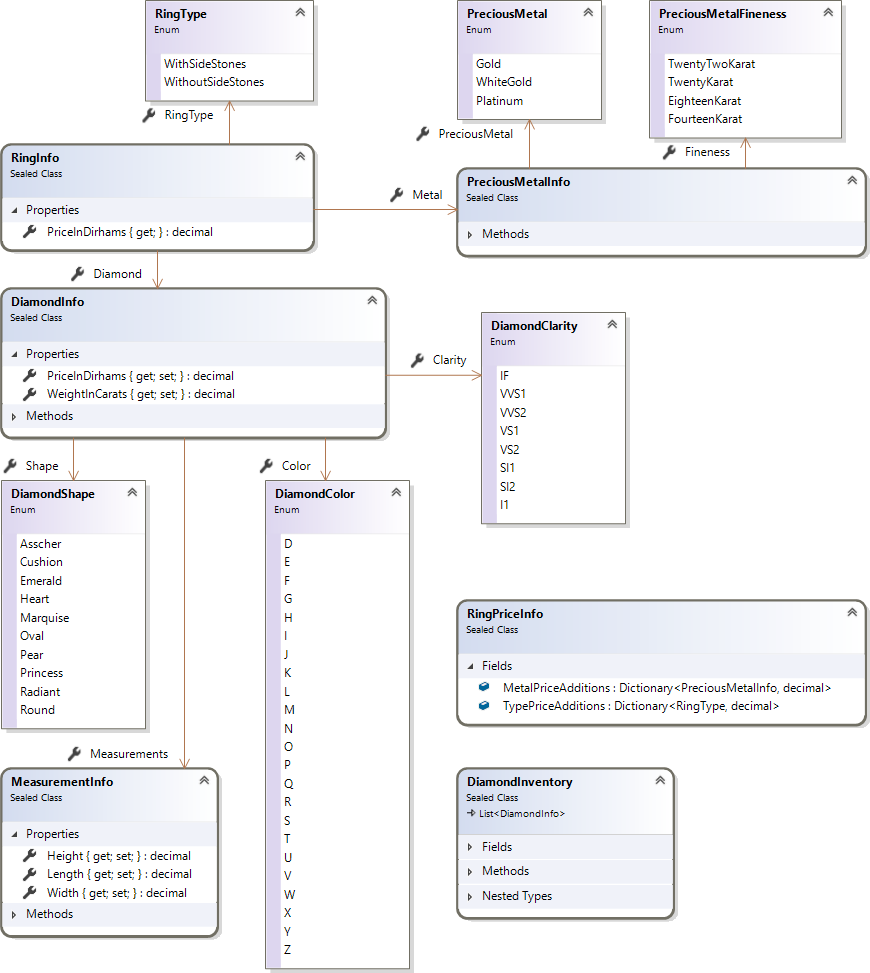 RingType
Enum
WithSideStones
WithoutSideStones
RingType
PreciousMetal
Enum
Gold
WhiteGold
Platinum
PreciousMetal
PreciousMetalFineness
Enum
TwentyTwoKarat
TwentyKarat
EighteenKarat
FourteenKarat
Fineness
RingInfo
Sealed Class
Properties
PriceInDirhams { get; } : decimal
Metal
PreciousMetalInfo
Sealed Class
Methods
Diamond
DiamondInfo
Sealed Class
Properties
PriceInDirhams { get; set; } : decimal
WeightInCarats { get; set; } : decimal
Methods
Clarity
DiamondClarity
Enum
IF
VVS1
VVS2
VS1
VS2
SI1
SI2
I1
Shape
DiamondShape
Enum
Asscher
Cushion
Emerald
Heart
Marquise
Oval
Pear
Princess
Radiant
Round
Color
DiamondColor
Enum
D
E
F
G
H
I
J
K
L
M
N
O
P
Q
R
S
T
U
V
W
X
Y
Z
RingPriceInfo
Sealed Class
Fields
MetalPriceAdditions : Dictionary<PreciousMetalInfo, decimal>
TypePriceAdditions : Dictionary<RingType, decimal>
Measurements
MeasurementInfo
Sealed Class
Properties
Height { get; set; } : decimal
Length { get; set; } : decimal
Width { get; set; } : decimal
Methods
DiamondInventory
Sealed Class
List<DiamondInfo>
Fields
Methods
Nested Types